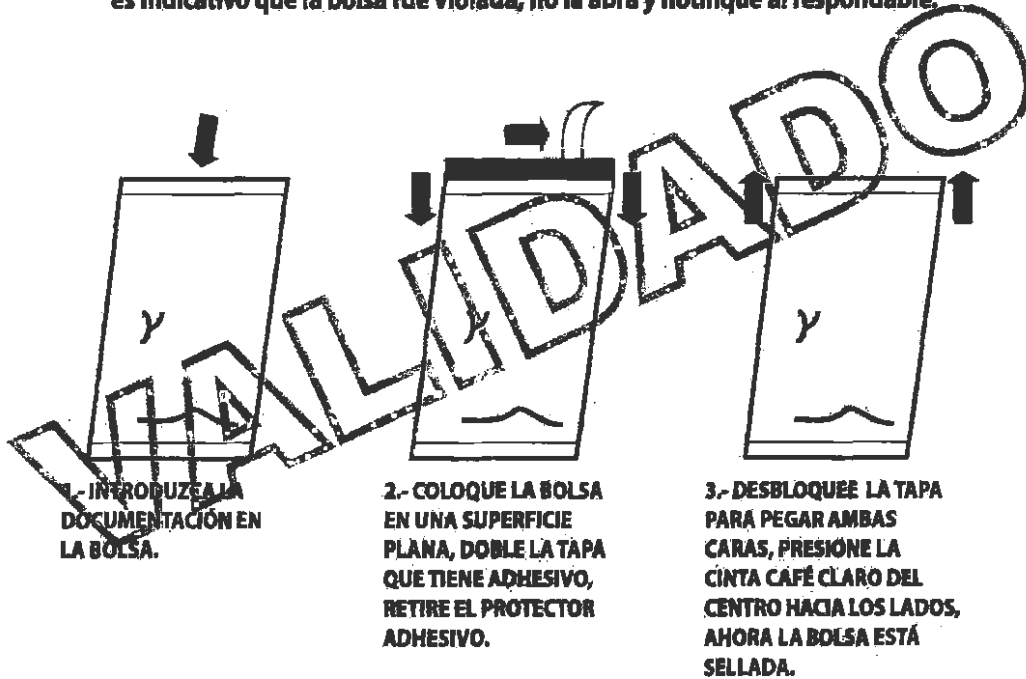 es indicativo que la bolsa fue violada, no la abra y notifique al respondable.
VALIDADO
1.- INTRODUZCA LA
DOCUMENTACIÓN EN
LA BOLSA.
2.- COLOQUE LA BOLSA
EN UNA SUPERFICIE
PLANA, DOBLE LA TAPA
QUE TIENE ADHESIVO,
RETIRE EL PROTECTOR
ADHESIVO.
3.- DESBLOQUEE LA TAPA
PARA PEGAR AMBAS
CARAS, PRESIONE LA
CINTA CAFÉ CLARO DEL
CENTRO HACIA LOS LADOS,
AHORA LA BOLSA ESTÁ
SELLADA.